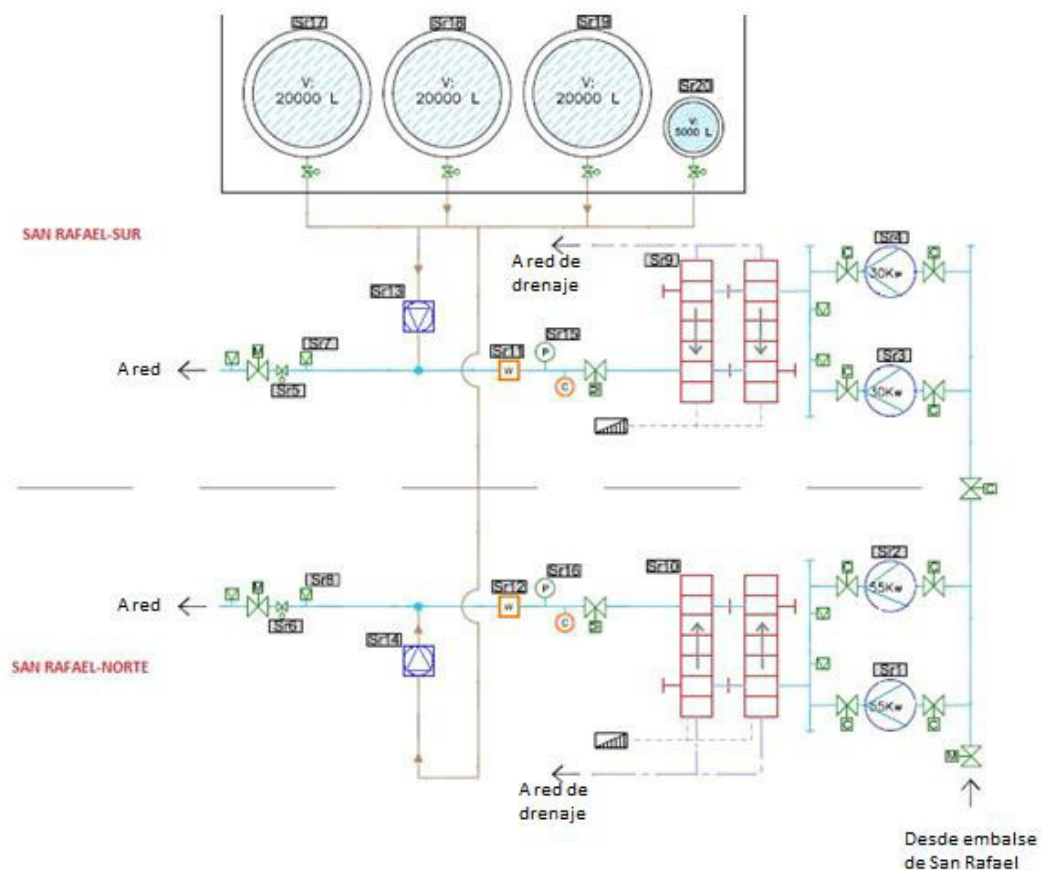 Sr17
Sr18
Sr19
V:
20000 L
V:
20000 L
V:
20000 L
Sr20
V:
5000 L
SAN RAFAEL-SUR
A red de
drenaje
Sr9
Sr4
C
C
30Kw
Sr13
Sr7
M
A red
Sr5
Sr11
W
Sr15
P
C
S
Sr3
30Kw
C
C
C
Sr2
C
C
55Kw
Sr8
M
A red
Sr6
Sr12
W
Sr16
P
C
S
Sr10
SAN RAFAEL-NORTE
Sr14
Sr1
55Kw
C
C
M
A red de
drenaje
Desde embalse
de San Rafael